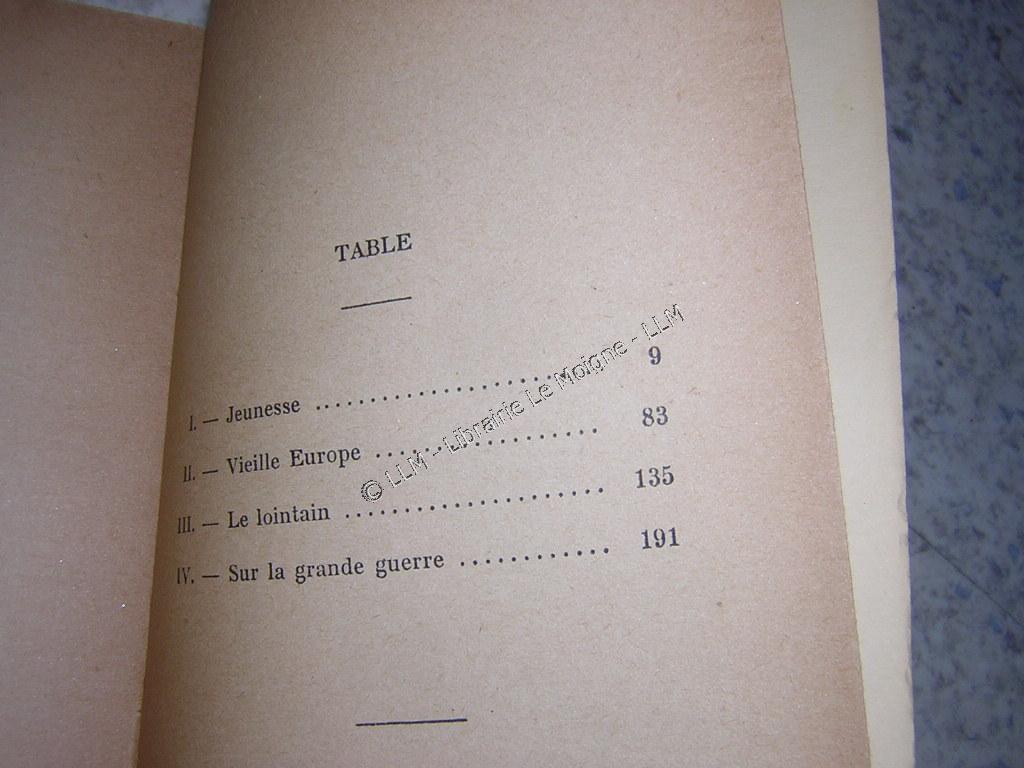 TABLE
I. — Jeunesse .................... 9
II. — Vieille Europe ................ 83
III. — Le lointain .................. 135
IV. — Sur la grande guerre ........... 191
© LLM - Librairie Le Moigne - LLM